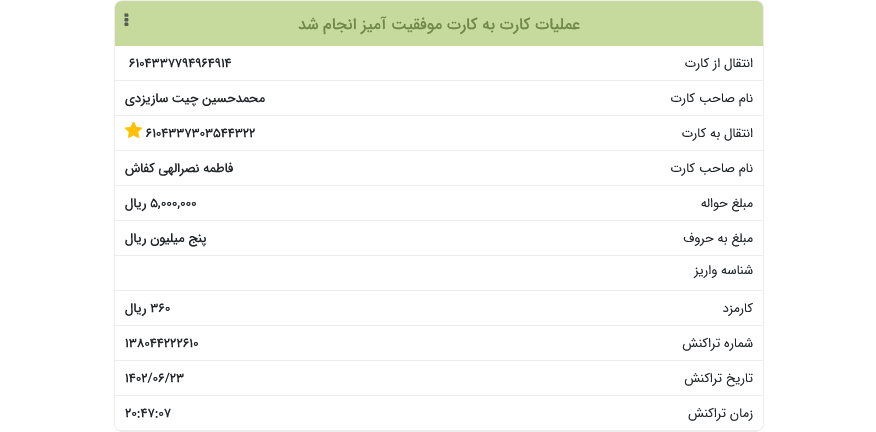 عملیات کارت به کارت موفقیت آمیز انجام شد
انتقال از کارت ۶۱۰۴۳۳۷۷۹۴۹۶۴۹۱۴
نام صاحب کارت محمدحسین چیت سازیزدی
انتقال به کارت ۶۱۰۴۳۳۷۳۰۳۵۴۴۳۲۲
نام صاحب کارت فاطمه نصرالهی کفاش
مبلغ حواله ۵,۰۰۰,۰۰۰ ریال
مبلغ به حروف پنج میلیون ریال
شناسه واریز
کارمزد ۳۶۰ ریال
شماره تراکنش ۱۳۸۰۴۴۲۲۲۶۱۰
تاریخ تراکنش ۱۴۰۲/۰۶/۲۳
زمان تراکنش ۲۰:۴۷:۰۷